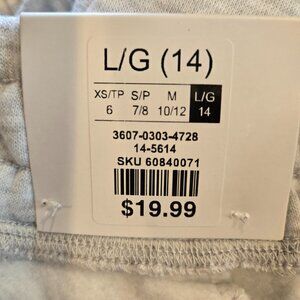 L/G (14)
XS/TP S/P M L/G
6 7/8 10/12 14
3607-0303-4728
14-5614
SKU 60840071
$19.99